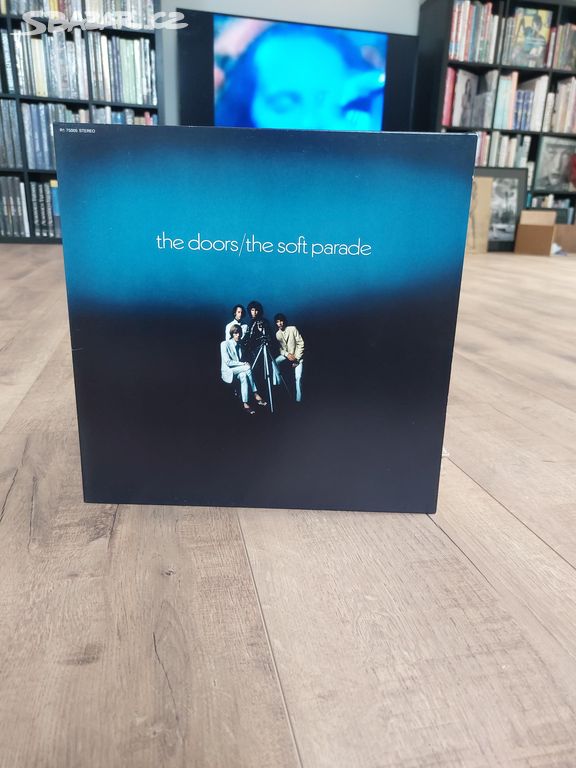 Sbazar.cz
R1 75005 STEREO
the doors/the soft parade